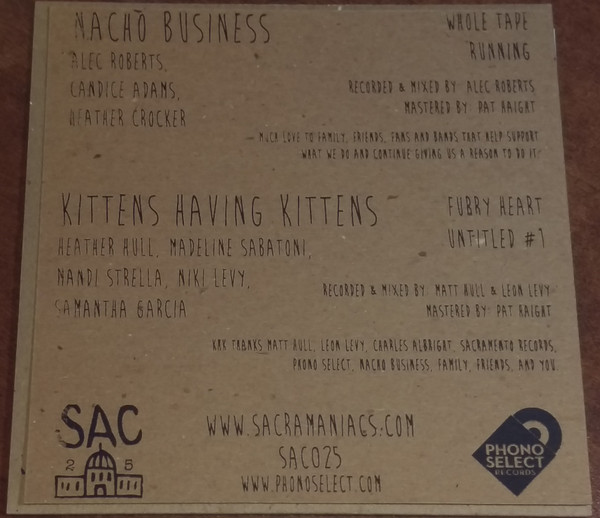 NACHO BUSINESS
ALEC ROBERTS,
CANDICE ADAMS,
HEATHER CROCKER
WHOLE TAPE
RUNNING
RECORDED & MIXED BY: ALEC ROBERTS
MASTERED BY: PAT HAIGHT
MUCH LOVE TO FAMILY, FRIENDS, FANS AND BANDS THAT HELP SUPPORT
WHAT WE DO AND CONTINUE GIVING US A REASON TO DO IT.
KITTENS HAVING KITTENS
HEATHER HULL, MADELINE SABATONI,
NANDI STRELLA, NIKI LEVY,
SAMANTHA GARCIA
FUBBY HEART
UNTITLED #1
RECORDED & MIXED BY: MATT HULL & LEON LEVY
MASTERED BY: PAT HAIGHT
KHK THANKS MATT HULL, LEON LEVY, CHARLES ALBRIGHT, SACRAMENTO RECORDS,
PHONO SELECT, NACHO BUSINESS, FAMILY, FRIENDS, AND YOU.
SAC
2 5
WWW.SACRAMANIACS.COM
SAC025
WWW.PHONOSELECT.COM
PHONO
SELECT
RECORDS